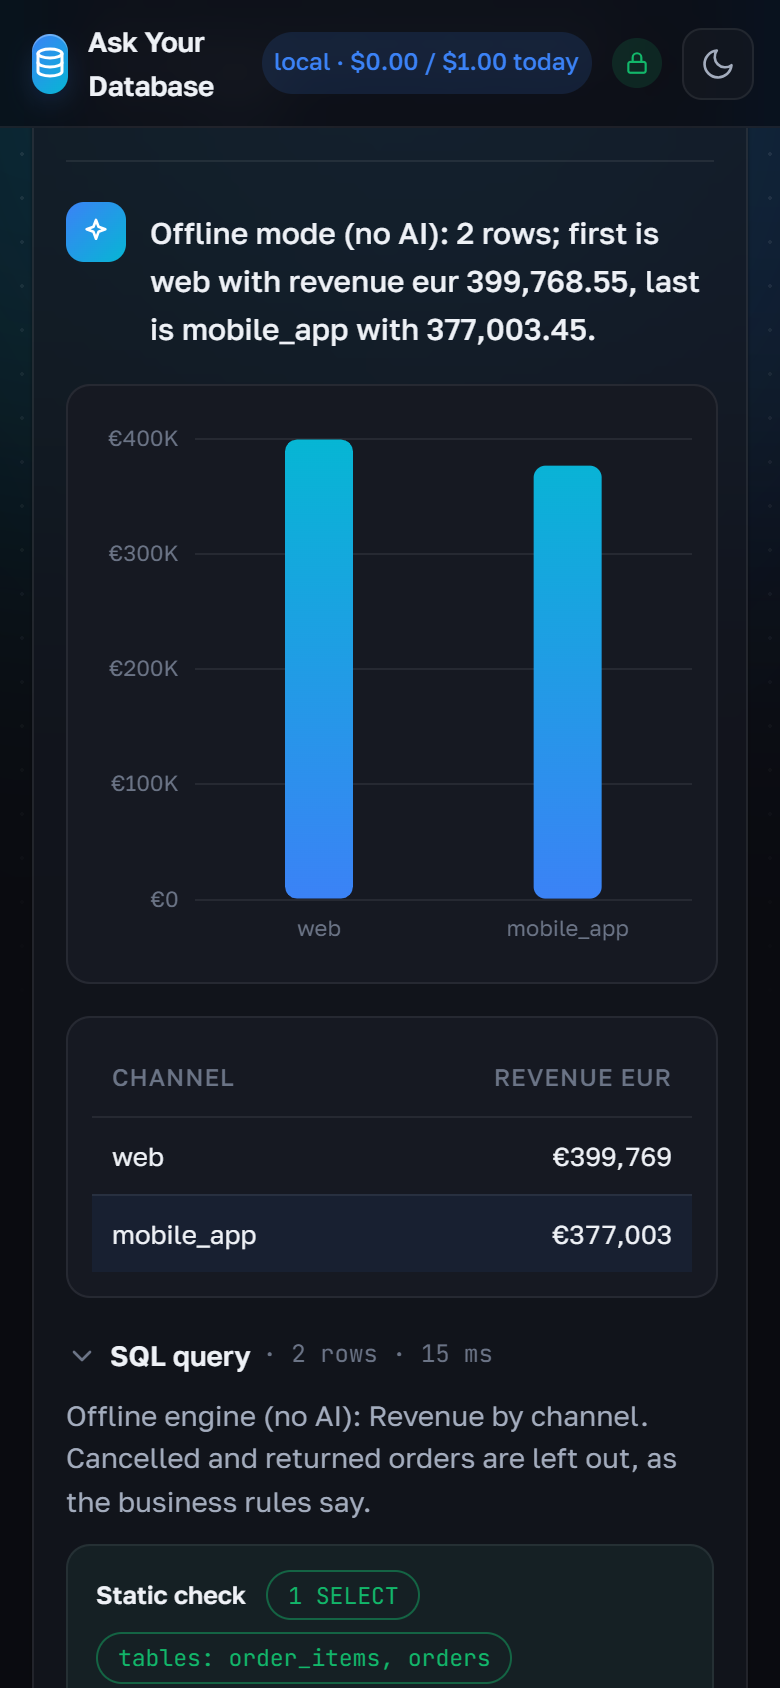 Ask Your
Database
local · $0.00 / $1.00 today
Offline mode (no AI): 2 rows; first is
web with revenue eur 399,768.55, last
is mobile_app with 377,003.45.
€400K
€300K
€200K
€100K
€0
web
mobile_app
CHANNEL REVENUE EUR
web €399,769
mobile_app €377,003
SQL query · 2 rows · 15 ms
Offline engine (no AI): Revenue by channel.
Cancelled and returned orders are left out, as
the business rules say.
Static check 1 SELECT
tables: order_items, orders